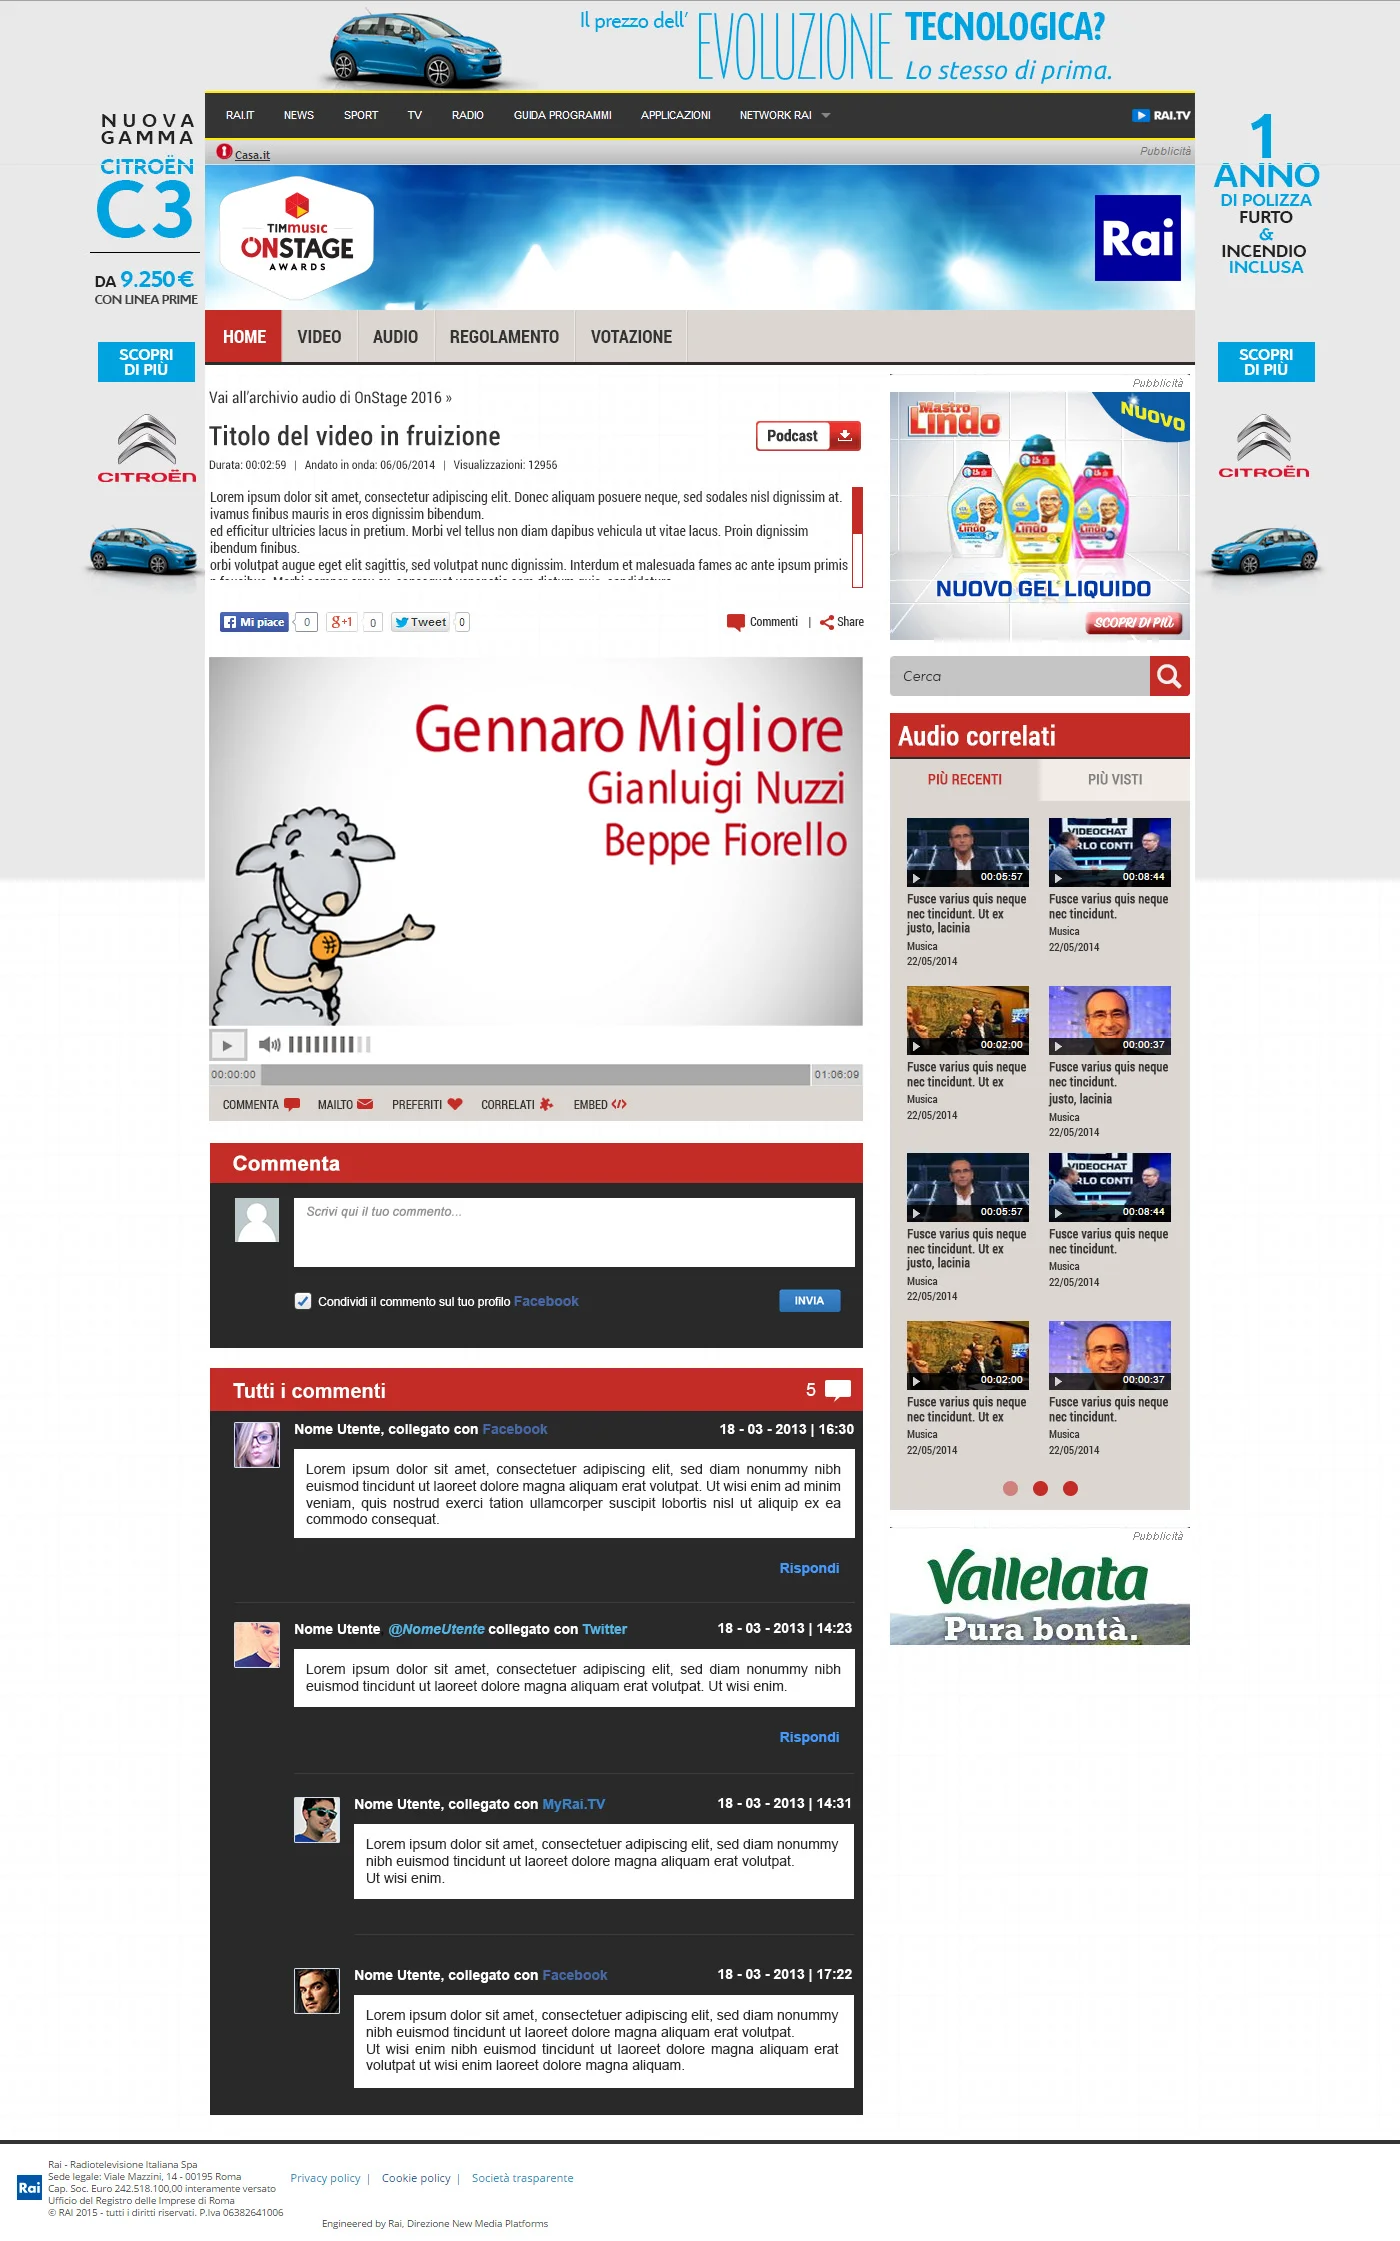 Il prezzo dell' EVOLUZIONE TECNOLOGICA?
Lo stesso di prima.
NUOVA
GAMMA
CITROËN
C3
DA 9.250 €
CON LINEA PRIME
SCOPRI
DI PIÙ
CITROËN
1
ANNO
DI POLIZZA
FURTO
&
INCENDIO
INCLUSA
SCOPRI
DI PIÙ
CITROËN
RAI.IT NEWS SPORT TV RADIO GUIDA PROGRAMMI APPLICAZIONI NETWORK RAI RAI.TV
Casa.it Pubblicità
TIMmusic
ONSTAGE
AWARDS
Rai
HOME VIDEO AUDIO REGOLAMENTO VOTAZIONE
Vai all'archivio audio di OnStage 2016 »
Titolo del video in fruizione
Podcast
Durata: 00:02:59 | Andato in onda: 06/06/2014 | Visualizzazioni: 12956
Lorem ipsum dolor sit amet, consectetur adipiscing elit. Donec aliquam posuere neque, sed sodales nisl dignissim at.
ivamus finibus mauris in eros dignissim bibendum.
ed efficitur ultricies lacus in pretium. Morbi vel tellus non diam dapibus vehicula ut vitae lacus. Proin dignissim
ibendum finibus.
orbi volutpat augue eget elit sagittis, sed volutpat nunc dignissim. Interdum et malesuada fames ac ante ipsum primis
Mi piace 0 g+1 0 Tweet 0
Commenti | Share
Gennaro Migliore
Gianluigi Nuzzi
Beppe Fiorello
00:00:00 01:06:09
COMMENTA MAILTO PREFERITI CORRELATI EMBED
Commenta
Scrivi qui il tuo commento...
Condividi il commento sul tuo profilo Facebook
INVIA
Tutti i commenti 5
Nome Utente, collegato con Facebook 18 - 03 - 2013 | 16:30
Lorem ipsum dolor sit amet, consectetuer adipiscing elit, sed diam nonummy nibh
euismod tincidunt ut laoreet dolore magna aliquam erat volutpat. Ut wisi enim ad minim
veniam, quis nostrud exerci tation ullamcorper suscipit lobortis nisl ut aliquip ex ea
commodo consequat.
Rispondi
Nome Utente @NomeUtente collegato con Twitter 18 - 03 - 2013 | 14:23
Lorem ipsum dolor sit amet, consectetuer adipiscing elit, sed diam nonummy nibh
euismod tincidunt ut laoreet dolore magna aliquam erat volutpat. Ut wisi enim.
Rispondi
Nome Utente, collegato con MyRai.TV 18 - 03 - 2013 | 14:31
Lorem ipsum dolor sit amet, consectetuer adipiscing elit, sed diam nonummy
nibh euismod tincidunt ut laoreet dolore magna aliquam erat volutpat.
Ut wisi enim.
Nome Utente, collegato con Facebook 18 - 03 - 2013 | 17:22
Lorem ipsum dolor sit amet, consectetuer adipiscing elit, sed diam nonummy
nibh euismod tincidunt ut laoreet dolore magna aliquam erat volutpat.
Ut wisi enim nibh euismod tincidunt ut laoreet dolore magna aliquam erat
volutpat ut wisi enim laoreet dolore magna aliquam.
Pubblicità
Mastro
Lindo
NUOVO
NUOVO GEL LIQUIDO
SCOPRI DI PIÙ
Cerca
Audio correlati
PIÙ RECENTI PIÙ VISTI
00:05:57
Fusce varius quis neque
nec tincidunt. Ut ex
justo, lacinia
Musica
22/05/2014
VIDEOCHAT
RLO CONTI
00:08:44
Fusce varius quis neque
nec tincidunt.
Musica
22/05/2014
00:02:00
Fusce varius quis neque
nec tincidunt. Ut ex
Musica
22/05/2014
00:00:37
Fusce varius quis neque
nec tincidunt.
justo, lacinia
Musica
22/05/2014
00:05:57
Fusce varius quis neque
nec tincidunt. Ut ex
justo, lacinia
Musica
22/05/2014
VIDEOCHAT
RLO CONTI
00:08:44
Fusce varius quis neque
nec tincidunt.
Musica
22/05/2014
00:02:00
Fusce varius quis neque
nec tincidunt. Ut ex
Musica
22/05/2014
00:00:37
Fusce varius quis neque
nec tincidunt.
Musica
22/05/2014
Pubblicità
Vallelata
Pura bontà.
Rai
Rai - Radiotelevisione Italiana Spa
Sede legale: Viale Mazzini, 14 - 00195 Roma
Cap. Soc. Euro 242.518.100,00 interamente versato
Ufficio del Registro delle Imprese di Roma
© RAI 2015 - tutti i diritti riservati. P.Iva 06382641006
Privacy policy | Cookie policy | Società trasparente
Engineered by Rai, Direzione New Media Platforms